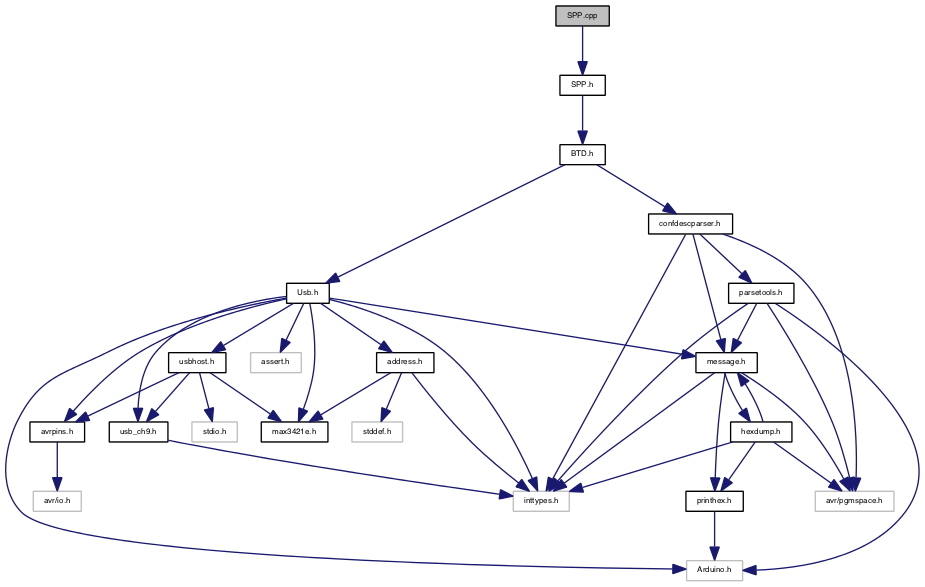 SPP.cpp
SPP.h
BTD.h
confdescparser.h
Usb.h
parsetools.h
usbhost.h
assert.h
address.h
message.h
avrpins.h
usb_ch9.h
stdio.h
max3421e.h
stddef.h
hexdump.h
avr/io.h
inttypes.h
printhex.h
avr/pgmspace.h
Arduino.h